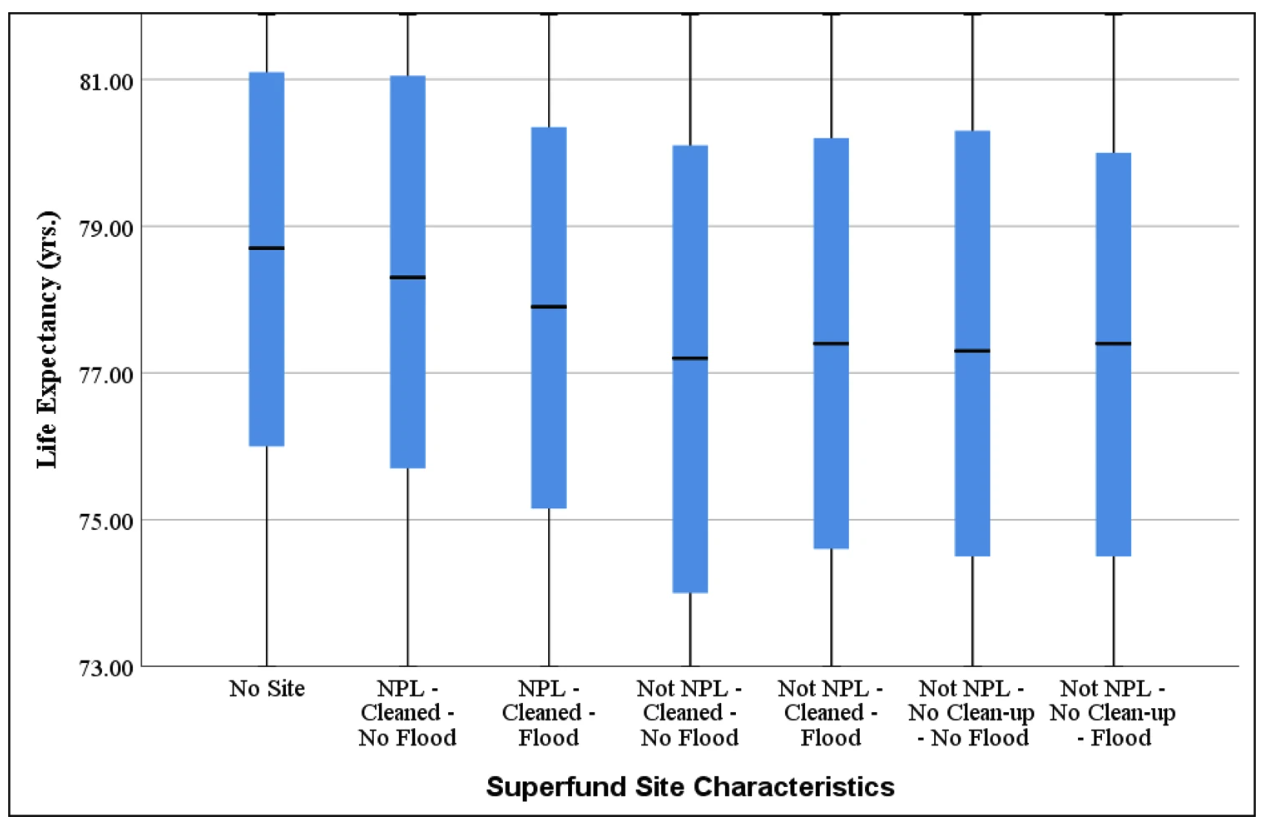 Life Expectancy (yrs.)
81.00
79.00
77.00
75.00
73.00
No Site
NPL -
Cleaned -
No Flood
NPL -
Cleaned -
Flood
Not NPL -
Cleaned -
No Flood
Not NPL -
Cleaned -
Flood
Not NPL -
No Clean-up
- No Flood
Not NPL -
No Clean-up
- Flood
Superfund Site Characteristics